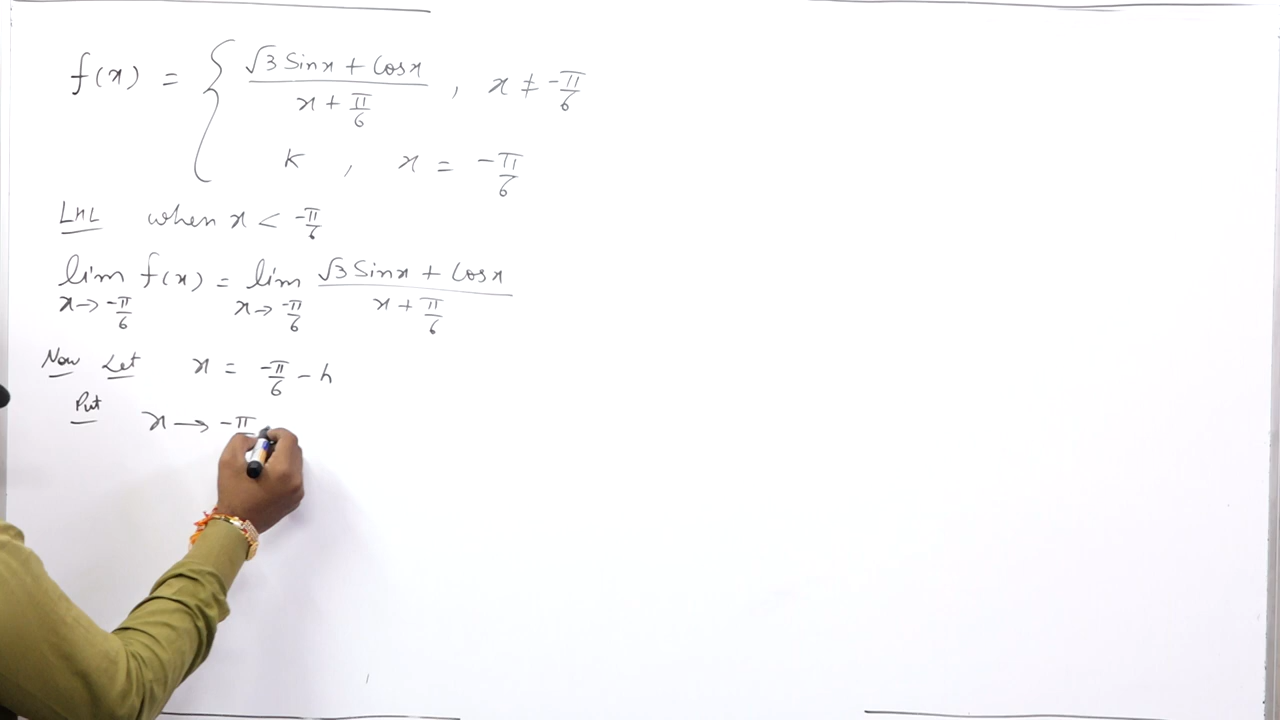 f(x) = { (√3 Sinx + Cosx) / (x + π/6) , x ≠ -π/6
K , x = -π/6
LHL when x < -π/6
lim x→-π/6 f(x) = lim x→-π/6 (√3 Sinx + Cosx) / (x + π/6)
Now Let x = -π/6 - h
Put x → -π